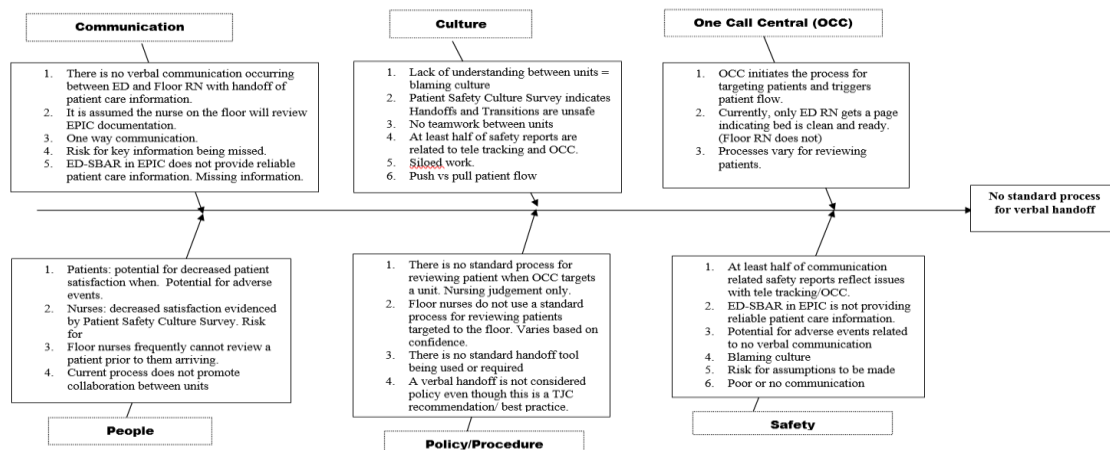 Communication
Culture
One Call Central (OCC)
1. There is no verbal communication occurring
between ED and Floor RN with handoff of
patient care information.
2. It is assumed the nurse on the floor will review
EPIC documentation.
3. One way communication.
4. Risk for key information being missed.
5. ED-SBAR in EPIC does not provide reliable
patient care information. Missing information.
1. Lack of understanding between units =
blaming culture
2. Patient Safety Culture Survey indicates
Handoffs and Transitions are unsafe
3. No teamwork between units
4. At least half of safety reports are
related to tele tracking and OCC.
5. Siloed work.
6. Push vs pull patient flow
1. OCC initiates the process for
targeting patients and triggers
patient flow.
2. Currently, only ED RN gets a page
indicating bed is clean and ready.
(Floor RN does not)
3. Processes vary for reviewing
patients.
No standard process
for verbal handoff
1. Patients: potential for decreased patient
satisfaction when. Potential for adverse
events.
2. Nurses: decreased satisfaction evidenced
by Patient Safety Culture Survey. Risk
for
3. Floor nurses frequently cannot review a
patient prior to them arriving.
4. Current process does not promote
collaboration between units
1. There is no standard process for
reviewing patient when OCC targets
a unit. Nursing judgement only.
2. Floor nurses do not use a standard
process for reviewing patients
targeted to the floor. Varies based on
confidence.
3. There is no standard handoff tool
being used or required
4. A verbal handoff is not considered
policy even though this is a TJC
recommendation/ best practice.
1. At least half of communication
related safety reports reflect issues
with tele tracking/OCC.
2. ED-SBAR in EPIC is not providing
reliable patient care information.
3. Potential for adverse events related
to no verbal communication
4. Blaming culture
5. Risk for assumptions to be made
6. Poor or no communication
People
Policy/Procedure
Safety